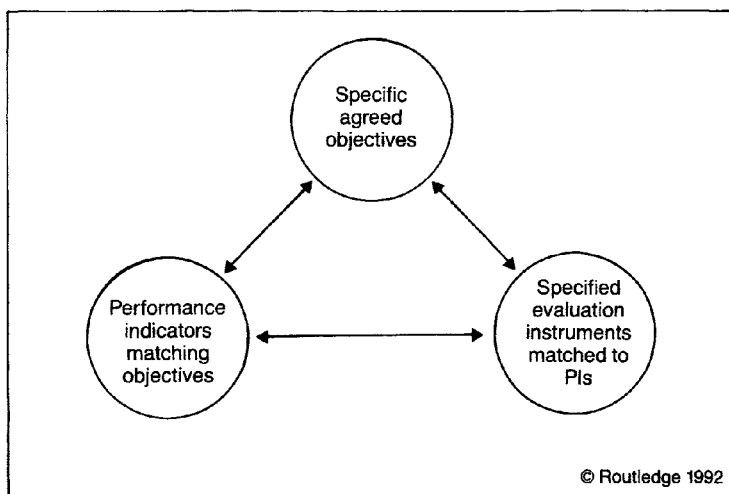 Specific
agreed
objectives
Performance
indicators
matching
objectives
Specified
evaluation
instruments
matched to
PIs
© Routledge 1992